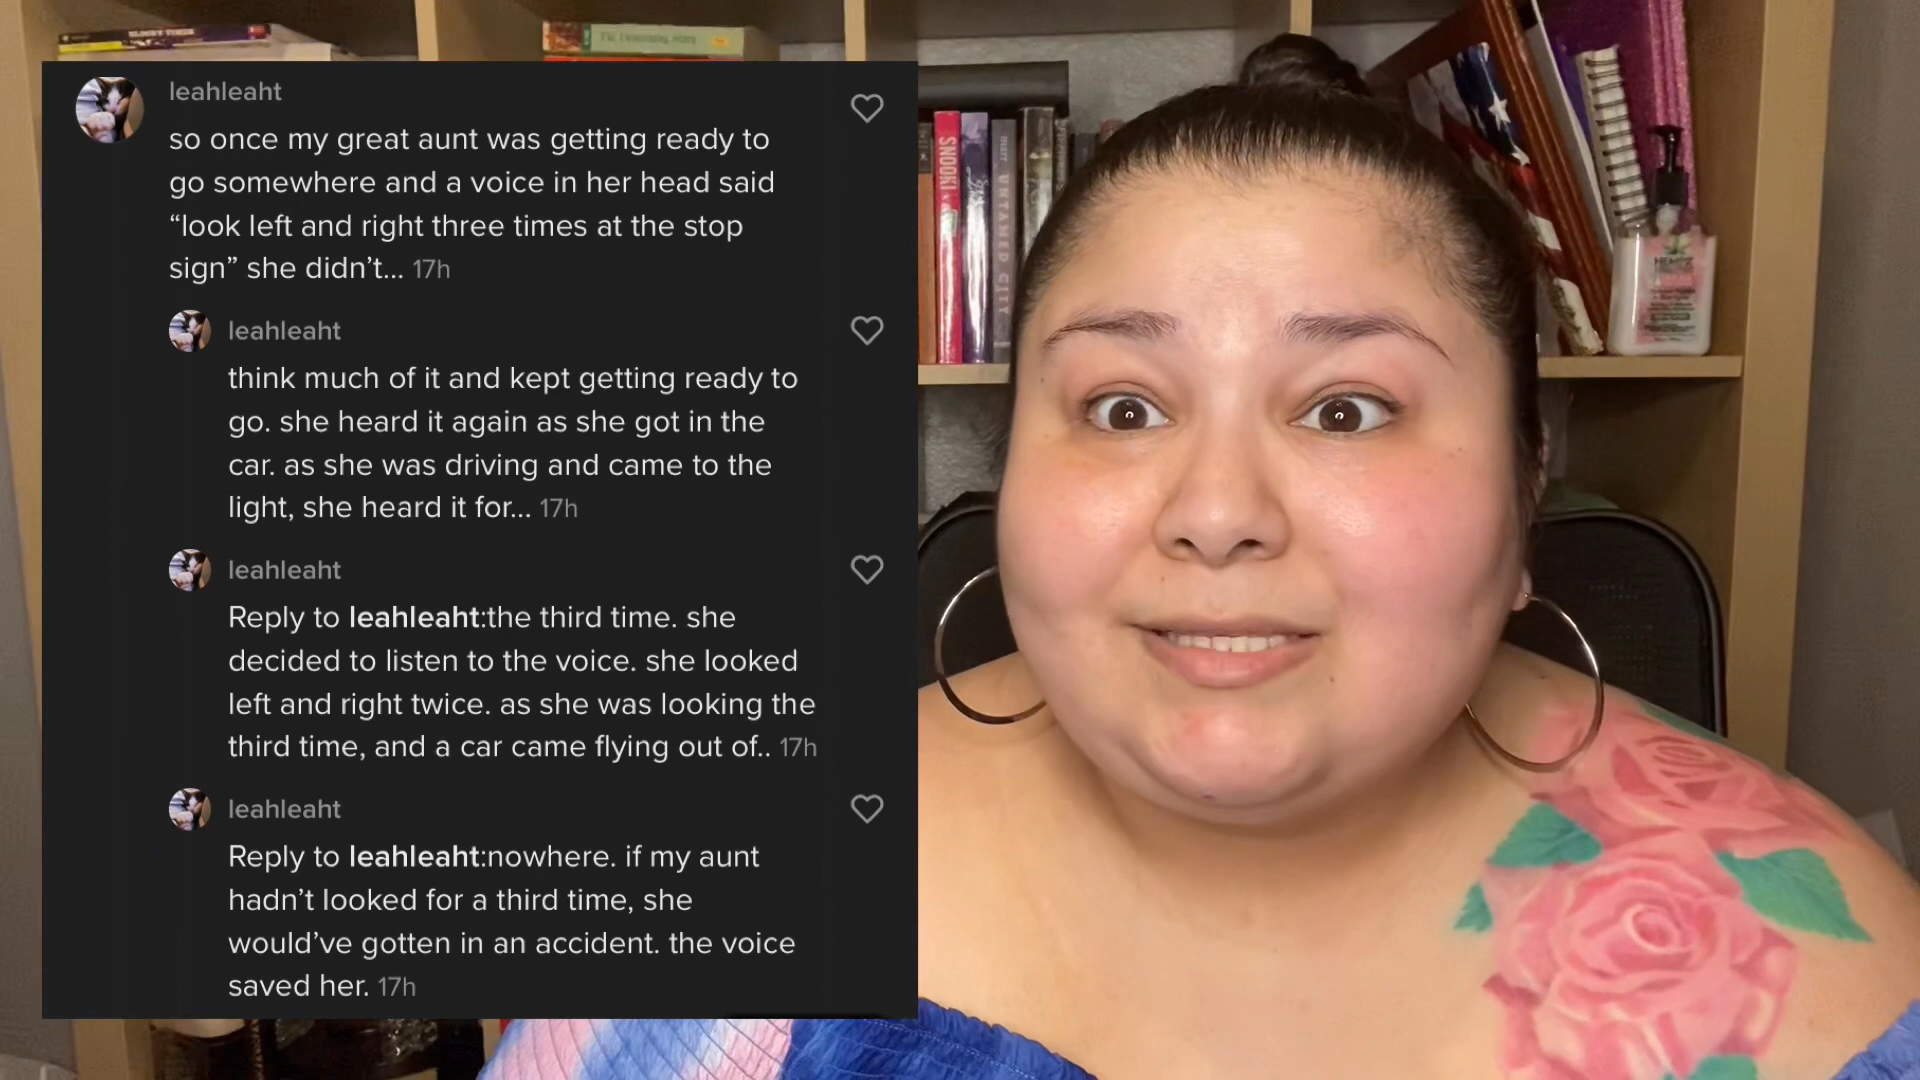 BLOODY TIMES
leahleaht
so once my great aunt was getting ready to
go somewhere and a voice in her head said
“look left and right three times at the stop
sign” she didn’t... 17h
leahleaht
think much of it and kept getting ready to
go. she heard it again as she got in the
car. as she was driving and came to the
light, she heard it for... 17h
leahleaht
Reply to leahleaht:the third time. she
decided to listen to the voice. she looked
left and right twice. as she was looking the
third time, and a car came flying out of.. 17h
leahleaht
Reply to leahleaht:nowhere. if my aunt
hadn’t looked for a third time, she
would’ve gotten in an accident. the voice
saved her. 17h
SNOOKI
UNTAMED CITY
HEMPZ